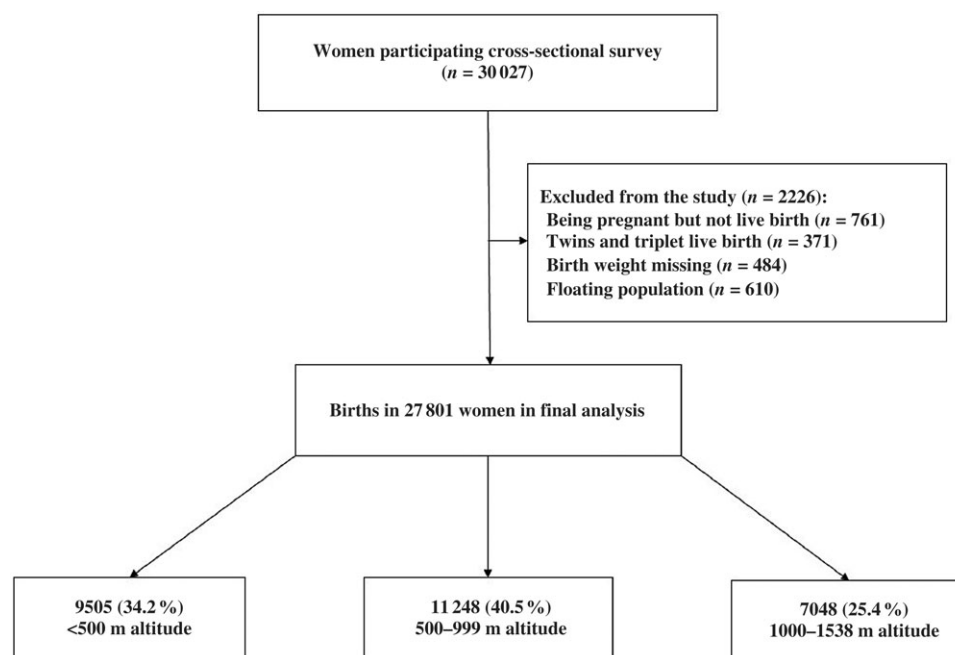 Women participating cross-sectional survey
(n = 30 027)
Excluded from the study (n = 2226):
Being pregnant but not live birth (n = 761)
Twins and triplet live birth (n = 371)
Birth weight missing (n = 484)
Floating population (n = 610)
Births in 27 801 women in final analysis
9505 (34.2 %)
<500 m altitude
11 248 (40.5 %)
500–999 m altitude
7048 (25.4 %)
1000–1538 m altitude